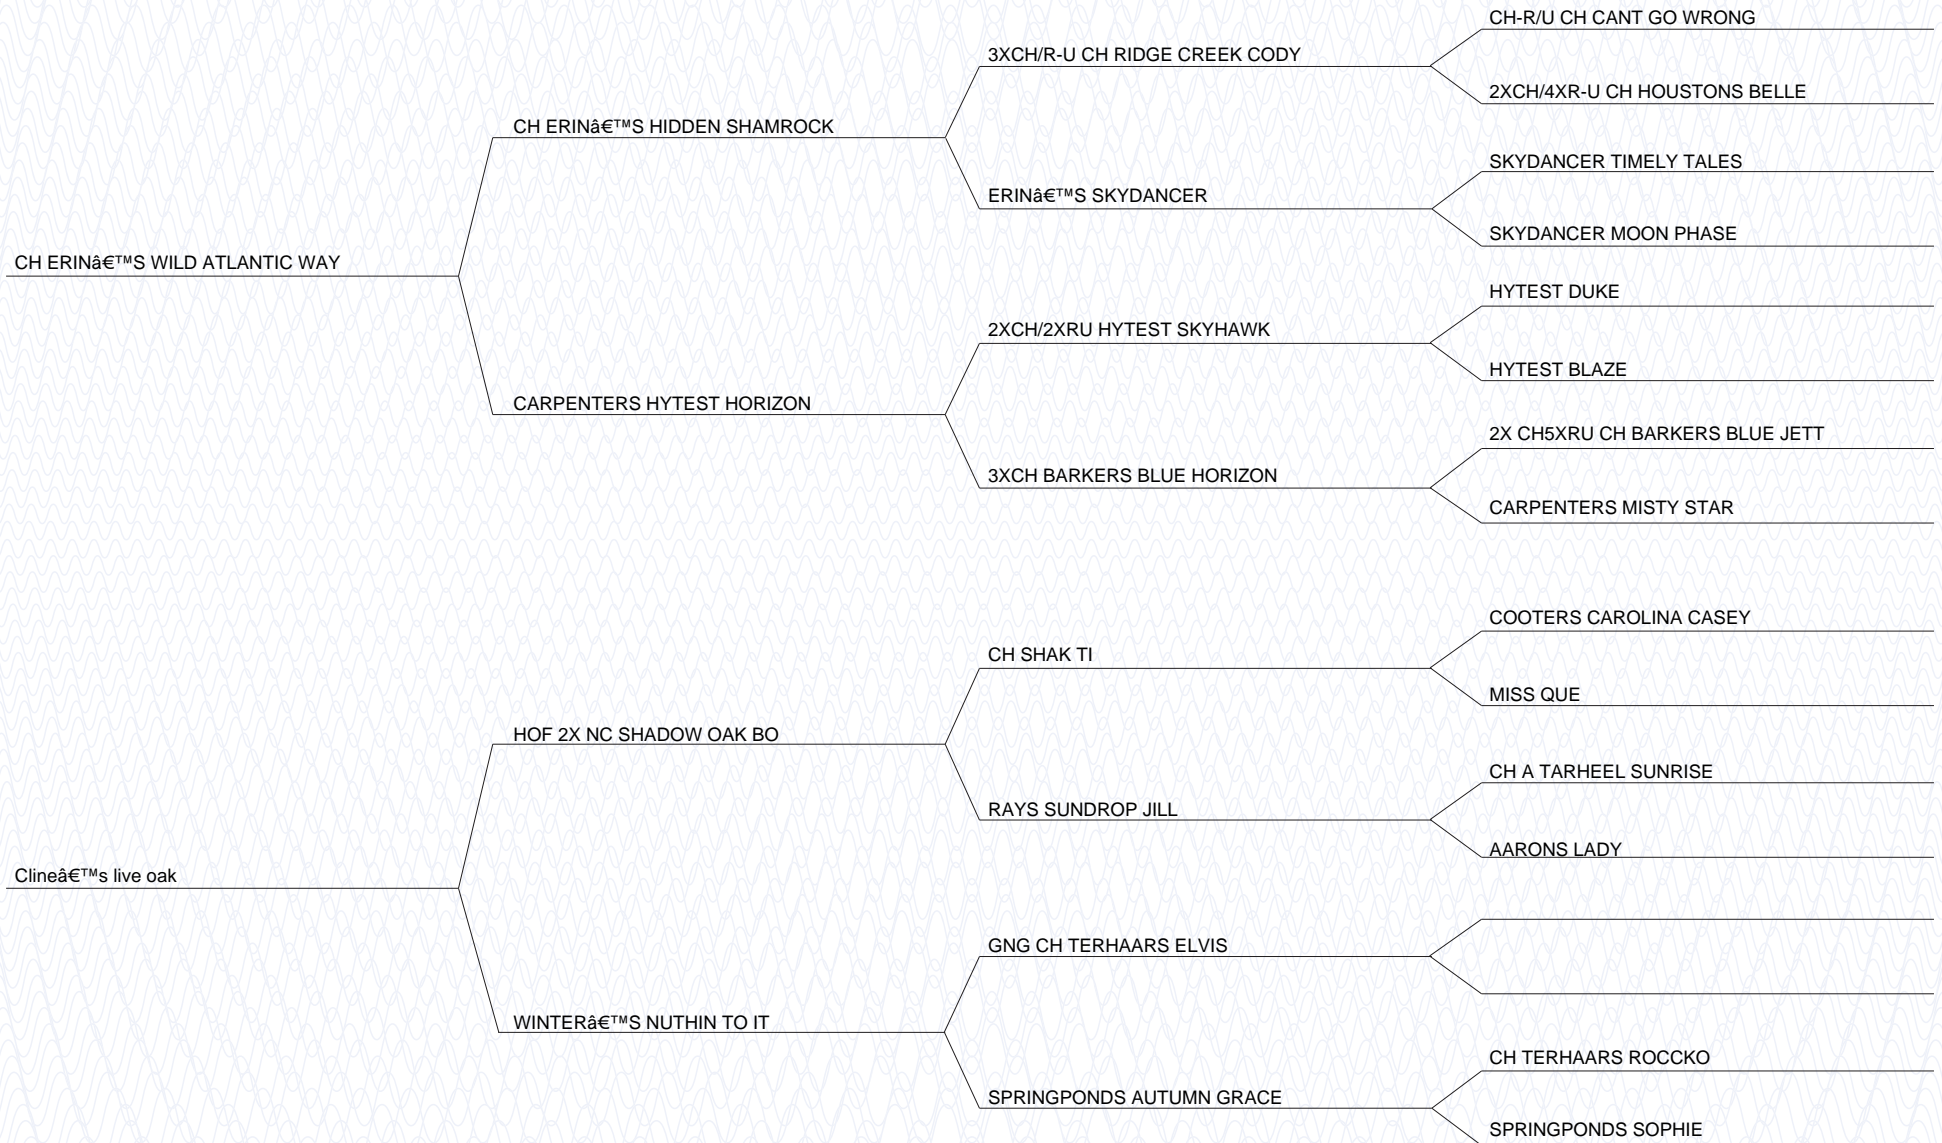 CH-R/U CH CANT GO WRONG
3XCH/R-U CH RIDGE CREEK CODY
2XCH/4XR-U CH HOUSTONS BELLE
CH ERINâ€™S HIDDEN SHAMROCK
SKYDANCER TIMELY TALES
ERINâ€™S SKYDANCER
SKYDANCER MOON PHASE
CH ERINâ€™S WILD ATLANTIC WAY
HYTEST DUKE
2XCH/2XRU HYTEST SKYHAWK
HYTEST BLAZE
CARPENTERS HYTEST HORIZON
2X CH5XRU CH BARKERS BLUE JETT
3XCH BARKERS BLUE HORIZON
CARPENTERS MISTY STAR
COOTERS CAROLINA CASEY
CH SHAK TI
MISS QUE
HOF 2X NC SHADOW OAK BO
CH A TARHEEL SUNRISE
RAYS SUNDROP JILL
AARONS LADY
Clineâ€™s live oak
GNG CH TERHAARS ELVIS
WINTERâ€™S NUTHIN TO IT
CH TERHAARS ROCCKO
SPRINGPONDS AUTUMN GRACE
SPRINGPONDS SOPHIE